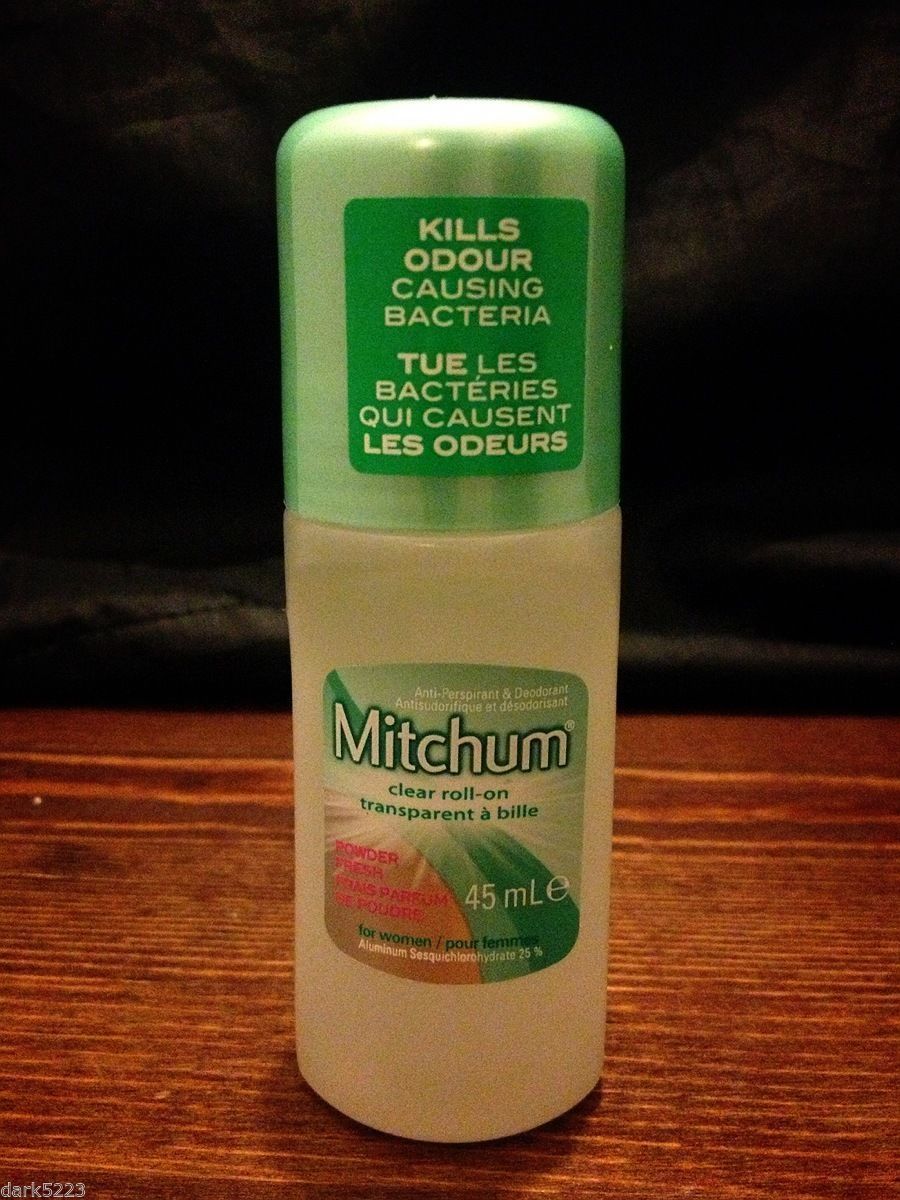 KILLS
ODOUR
CAUSING
BACTERIA
TUE LES
BACTÉRIES
QUI CAUSENT
LES ODEURS
Anti-Perspirant & Deodorant
Antisudorifique et désodorisant
Mitchum®
clear roll-on
transparent à bille
POWDER
FRESH
FRAIS PARFUM
DE POUDRE
45 mL ℮
for women / pour femmes
Aluminum Sesquichlorohydrate 25 %
dark5223